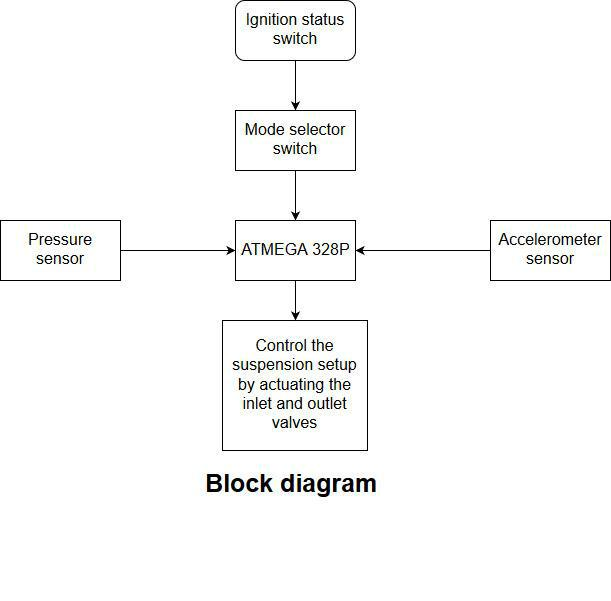 Ignition status
switch
Mode selector
switch
Pressure
sensor
ATMEGA 328P
Accelerometer
sensor
Control the
suspension setup
by actuating the
inlet and outlet
valves
Block diagram